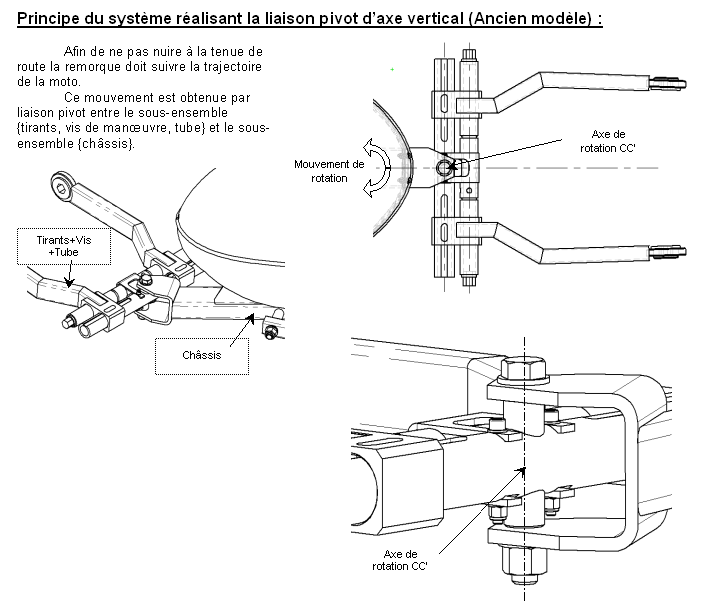 Principe du système réalisant la liaison pivot d'axe vertical (Ancien modèle) :
Afin de ne pas nuire à la tenue de
route la remorque doit suivre la trajectoire
de la moto.
Ce mouvement est obtenue par
liaison pivot entre le sous-ensemble
{tirants, vis de manœuvre, tube} et le sous-
ensemble {châssis}.
Tirants+Vis
+Tube
Châssis
Mouvement de
rotation
Axe de
rotation CC'
Axe de
rotation CC'